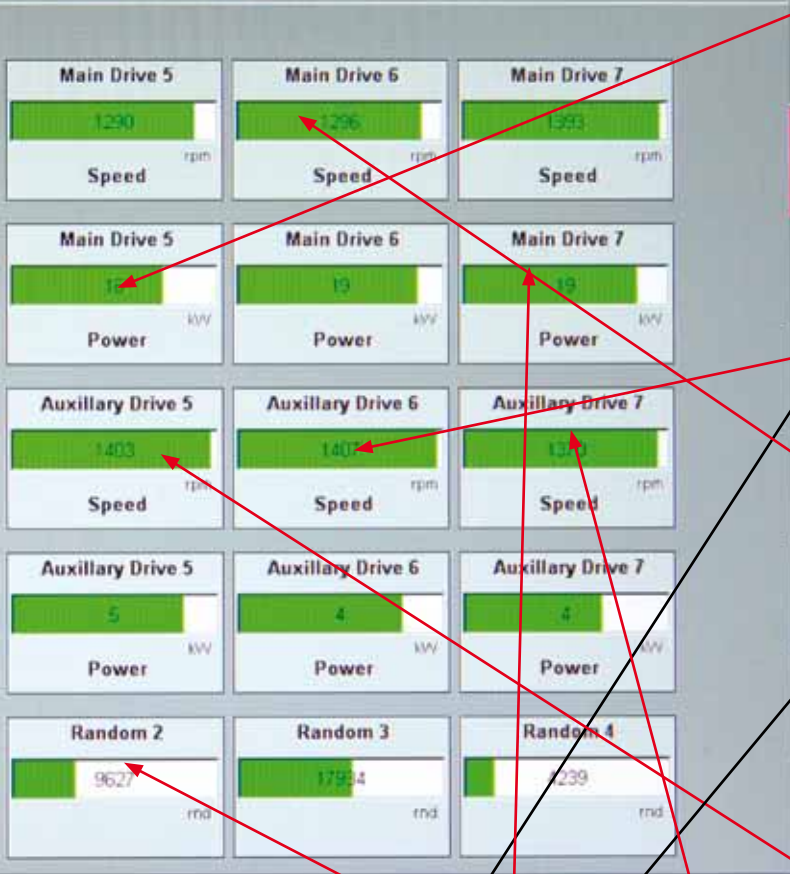 Main Drive 5
1290
rpm
Speed
Main Drive 6
1296
rpm
Speed
Main Drive 7
1393
rpm
Speed
Main Drive 5
kW
Power
Main Drive 6
19
kW
Power
Main Drive 7
19
kW
Power
Auxillary Drive 5
1403
rpm
Speed
Auxillary Drive 6
1407
rpm
Speed
Auxillary Drive 7
rpm
Speed
Auxillary Drive 5
5
kW
Power
Auxillary Drive 6
4
kW
Power
Auxillary Drive 7
4
kW
Power
Random 2
9627
rnd
Random 3
17934
rnd
Random 4
4239
rnd